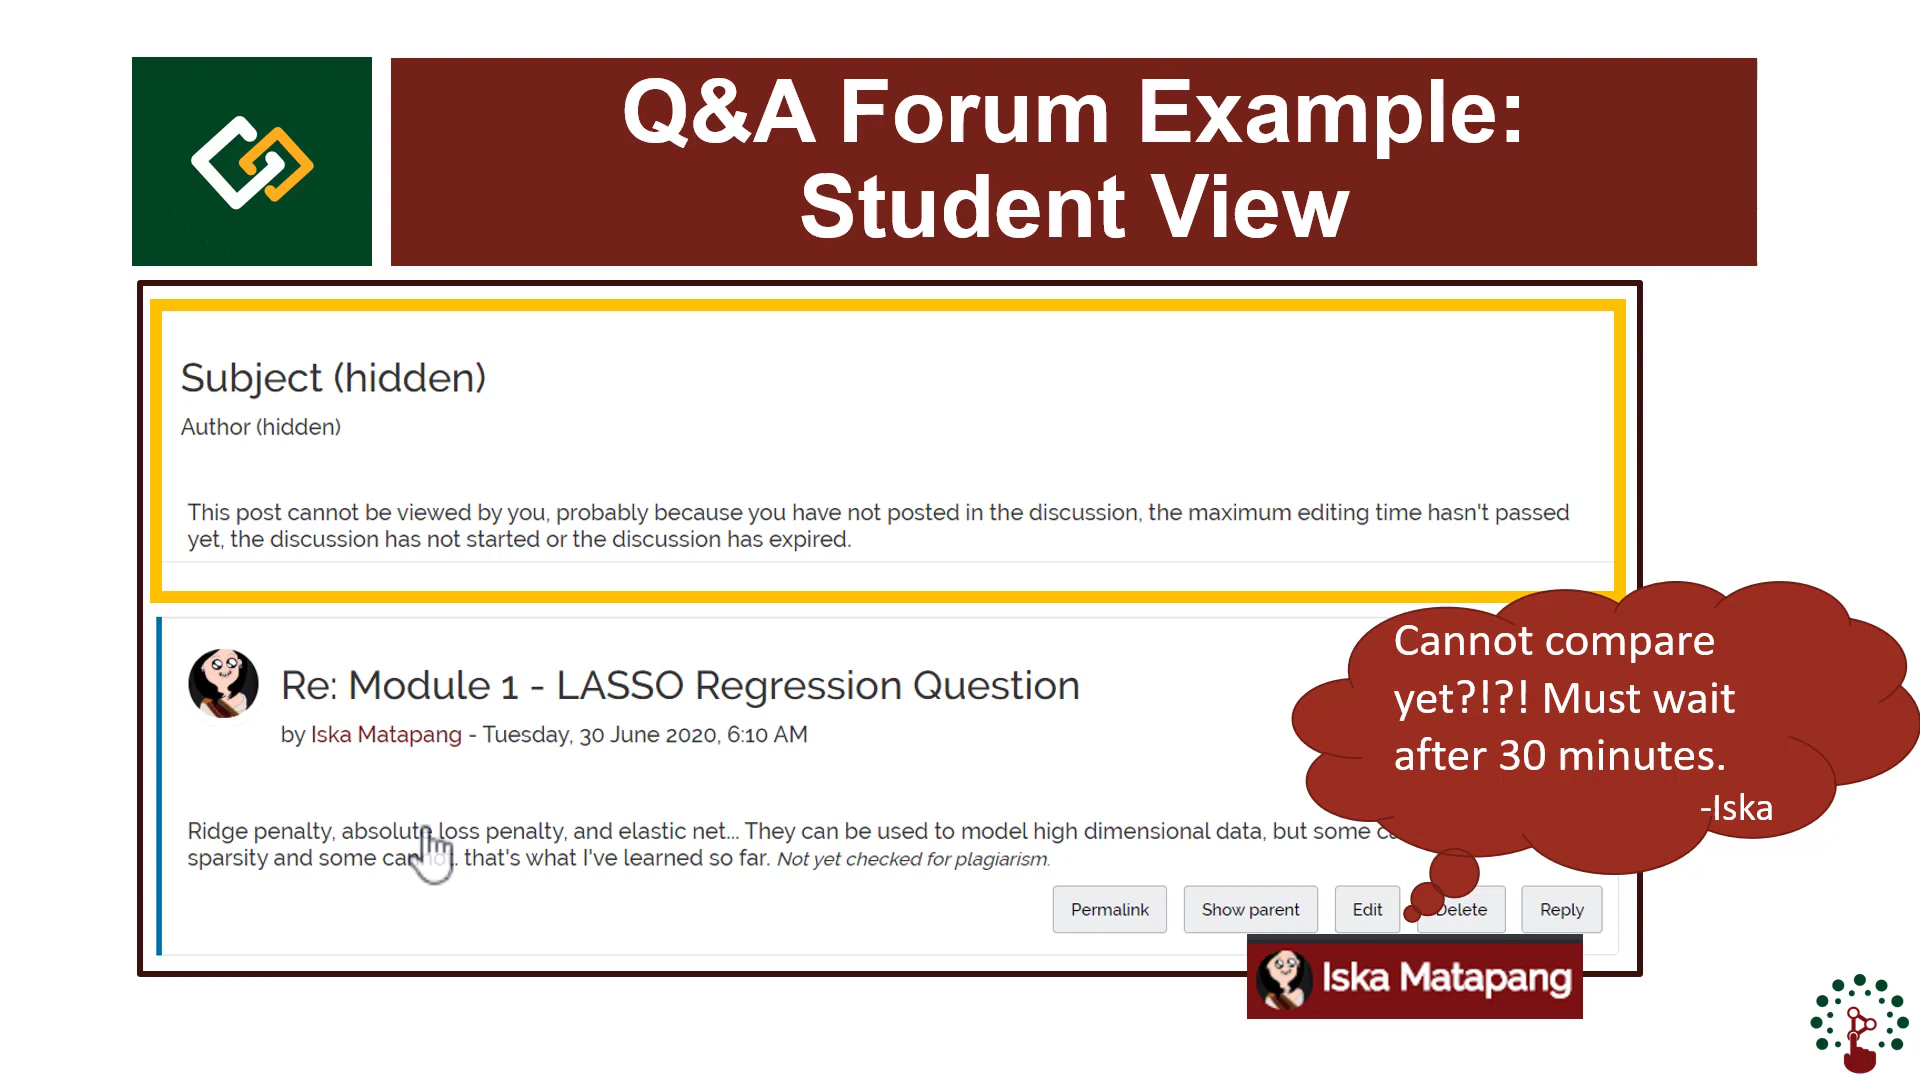 Q&A Forum Example:
Student View
Subject (hidden)
Author (hidden)
This post cannot be viewed by you, probably because you have not posted in the discussion, the maximum editing time hasn't passed
yet, the discussion has not started or the discussion has expired.
Re: Module 1 - LASSO Regression Question
by Iska Matapang - Tuesday, 30 June 2020, 6:10 AM
Ridge penalty, absolute loss penalty, and elastic net... They can be used to model high dimensional data, but some
sparsity and some that's what I've learned so far. Not yet checked for plagiarism.
Permalink
Show parent
Edit
Delete
Reply
Cannot compare
yet?!?! Must wait
after 30 minutes.
-Iska
Iska Matapang